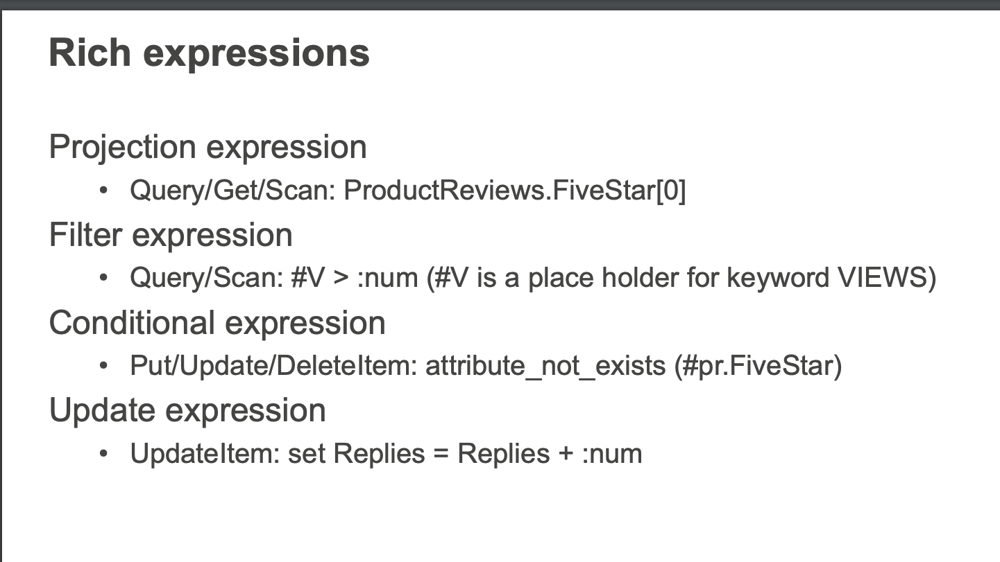 Rich expressions
Projection expression
• Query/Get/Scan: ProductReviews.FiveStar[0]
Filter expression
• Query/Scan: #V > :num (#V is a place holder for keyword VIEWS)
Conditional expression
• Put/Update/DeleteItem: attribute_not_exists (#pr.FiveStar)
Update expression
• UpdateItem: set Replies = Replies + :num